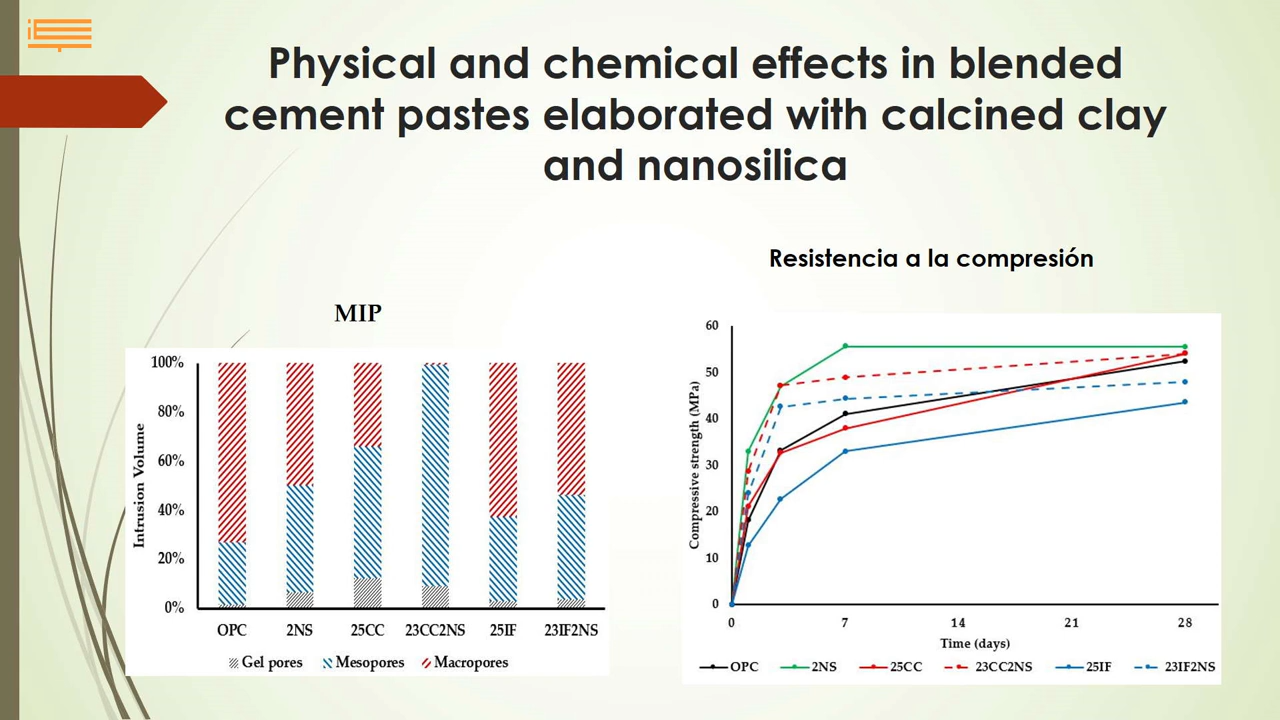 Physical and chemical effects in blended
cement pastes elaborated with calcined clay
and nanosilica
MIP
100%
80%
60%
40%
20%
0%
Intrusion Volume
OPC 2NS 25CC 23CC2NS 25IF 23IF2NS
Gel pores Mesopores Macropores
Resistencia a la compresión
60
50
40
30
20
10
0
Compressive strength (MPa)
0 7 14 21 28
Time (days)
OPC 2NS 25CC 23CC2NS 25IF 23IF2NS